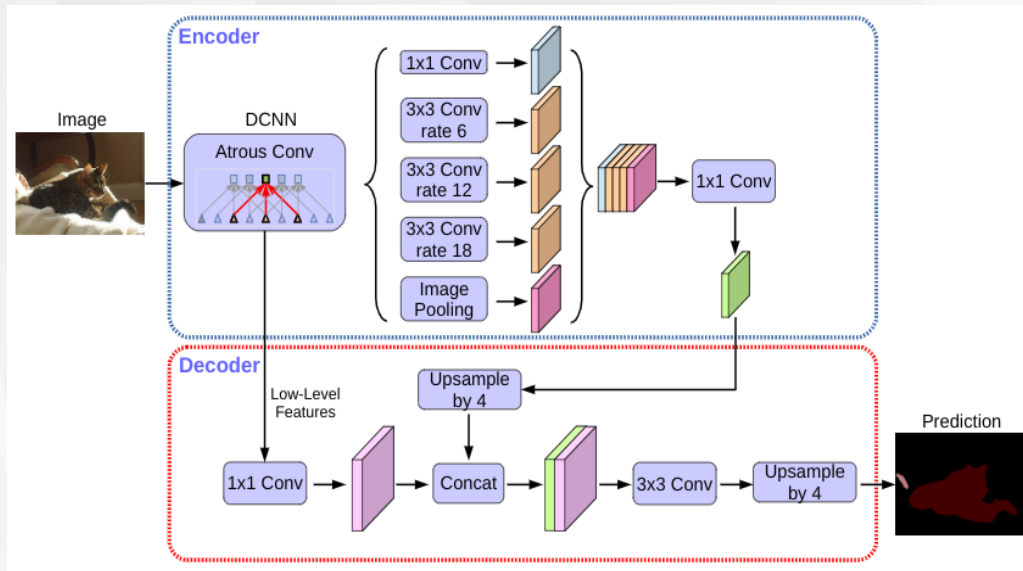 Encoder
Image
DCNN
Atrous Conv
1x1 Conv
3x3 Conv
rate 6
3x3 Conv
rate 12
3x3 Conv
rate 18
Image
Pooling
1x1 Conv
Decoder
Low-Level
Features
Upsample
by 4
1x1 Conv
Concat
3x3 Conv
Upsample
by 4
Prediction